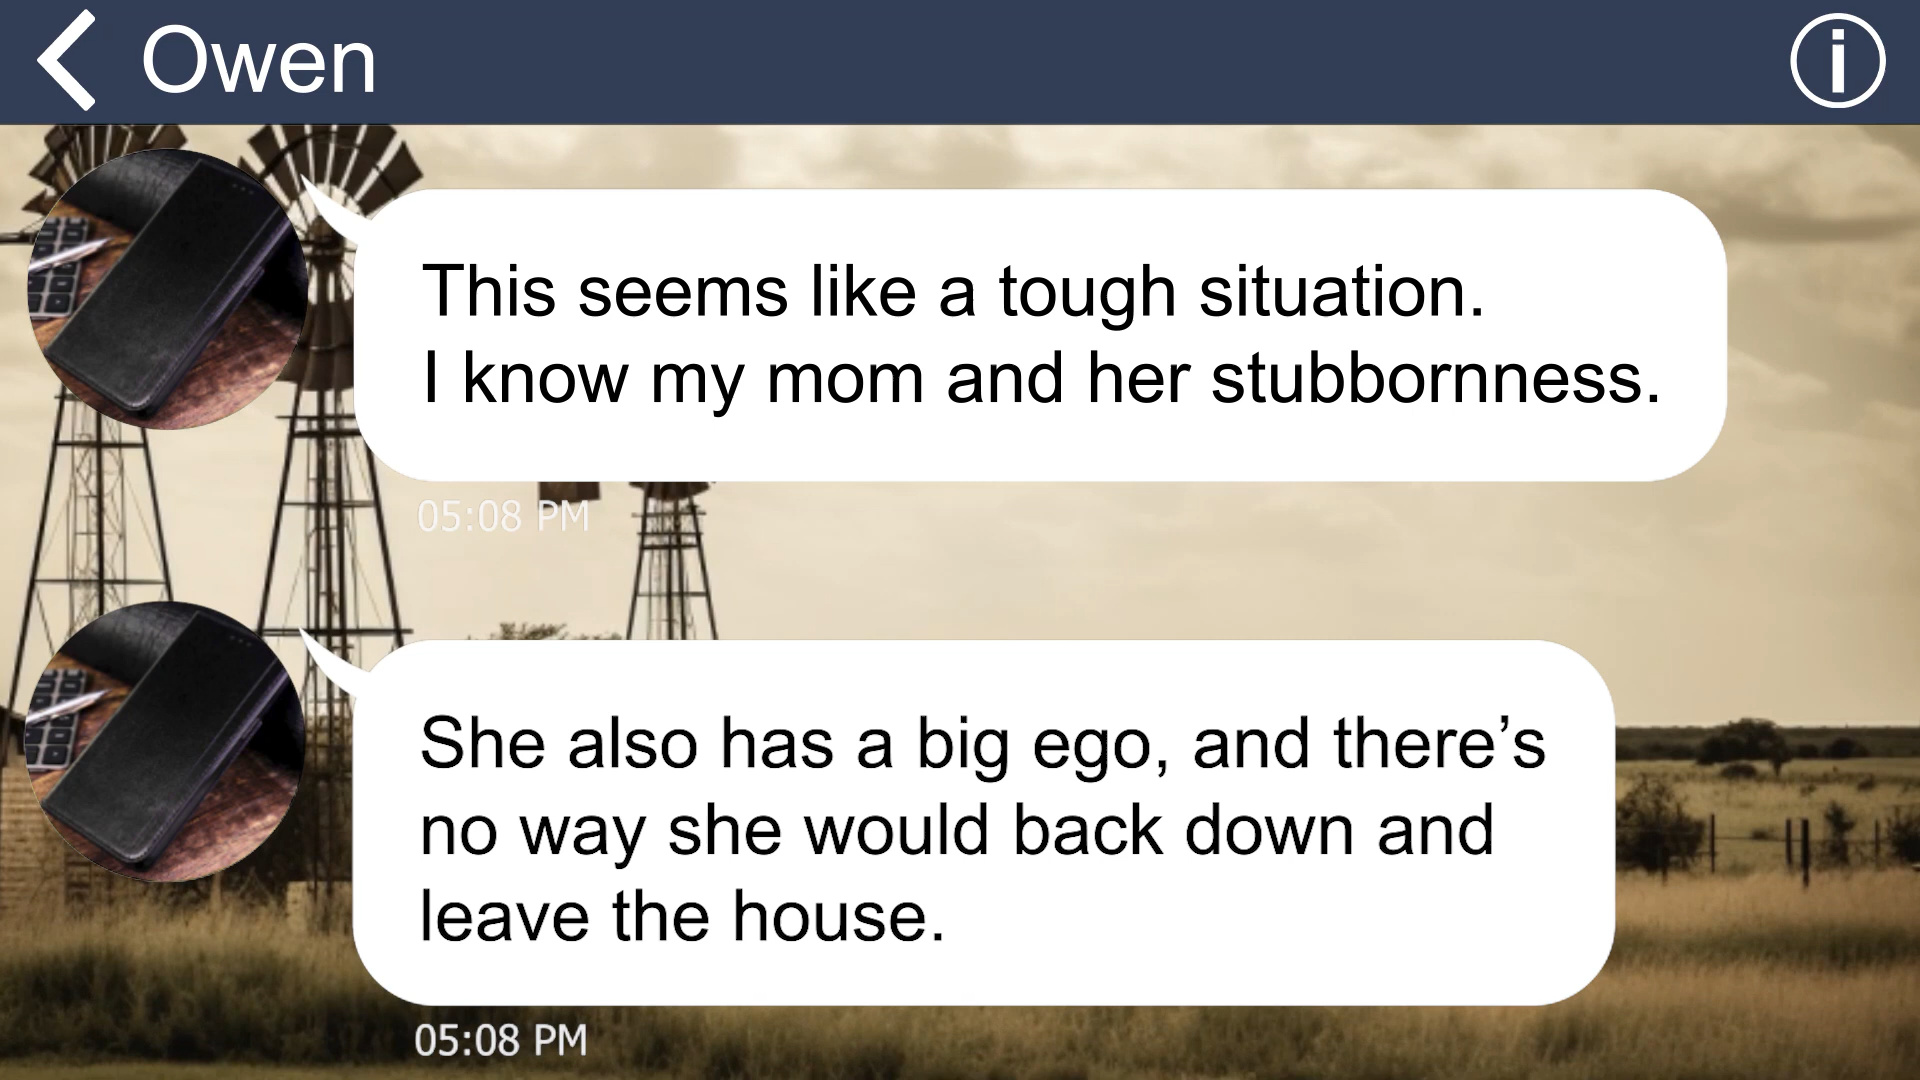 Owen
This seems like a tough situation.
I know my mom and her stubbornness.
05:08 PM
She also has a big ego, and there’s
no way she would back down and
leave the house.
05:08 PM